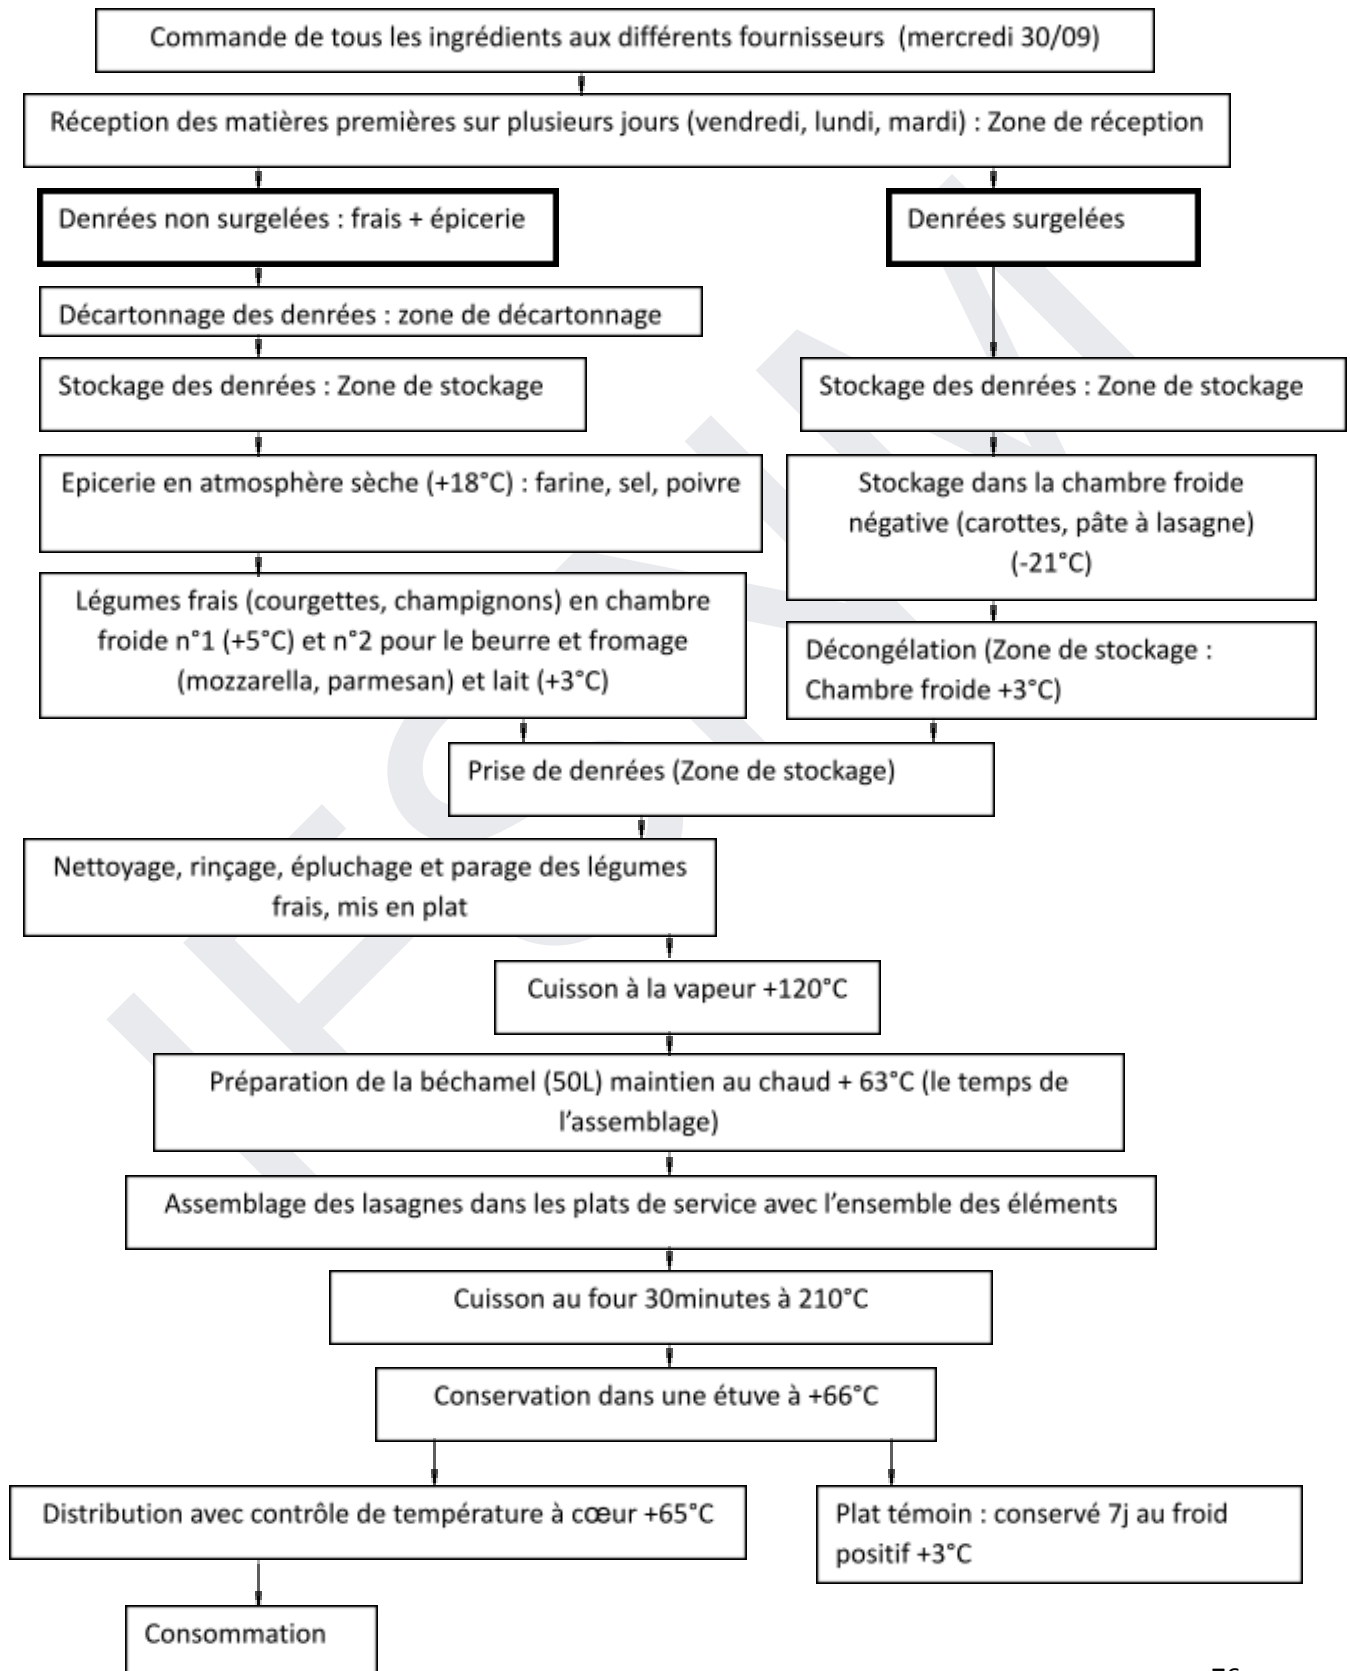 Commande de tous les ingrédients aux différents fournisseurs (mercredi 30/09)
Réception des matières premières sur plusieurs jours (vendredi, lundi, mardi) : Zone de réception
Denrées non surgelées : frais + épicerie
Denrées surgelées
Décartonnage des denrées : zone de décartonnage
Stockage des denrées : Zone de stockage
Stockage des denrées : Zone de stockage
Epicerie en atmosphère sèche (+18°C) : farine, sel, poivre
Stockage dans la chambre froide
négative (carottes, pâte à lasagne)
(-21°C)
Légumes frais (courgettes, champignons) en chambre
froide n°1 (+5°C) et n°2 pour le beurre et fromage
(mozzarella, parmesan) et lait (+3°C)
Décongélation (Zone de stockage :
Chambre froide +3°C)
Prise de denrées (Zone de stockage)
Nettoyage, rinçage, épluchage et parage des légumes
frais, mis en plat
Cuisson à la vapeur +120°C
Préparation de la béchamel (50L) maintien au chaud + 63°C (le temps de
l'assemblage)
Assemblage des lasagnes dans les plats de service avec l'ensemble des éléments
Cuisson au four 30minutes à 210°C
Conservation dans une étuve à +66°C
Distribution avec contrôle de température à cœur +65°C
Plat témoin : conservé 7j au froid
positif +3°C
Consommation